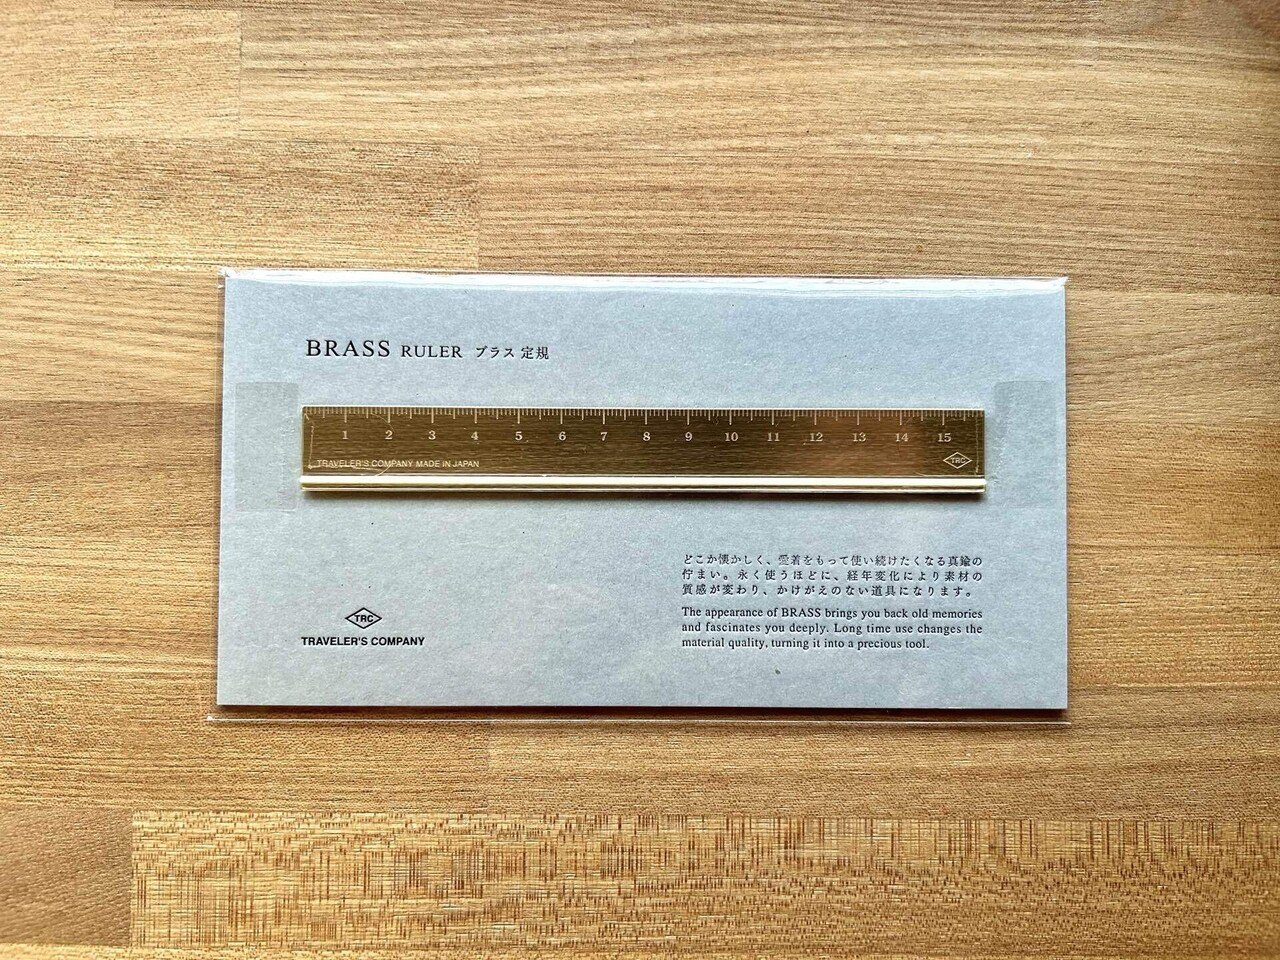 BRASS RULER ブラス 定規
1 2 3 4 5 6 7 8 9 10 11 12 13 14 15
TRAVELER'S COMPANY MADE IN JAPAN
TRC
どこか懐かしく、愛着をもって使い続けたくなる真鍮の
佇まい。永く使うほどに、経年変化により素材の
質感が変わり、かけがえのない道具になります。
The appearance of BRASS brings you back old memories
and fascinates you deeply. Long time use changes the
material quality, turning it into a precious tool.
TRC
TRAVELER'S COMPANY